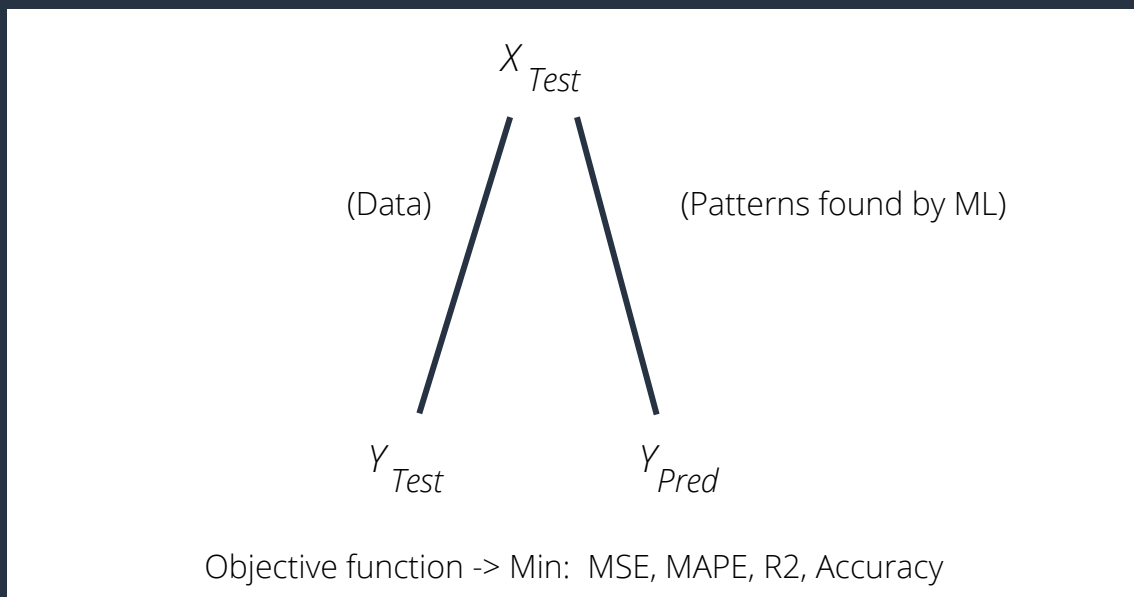 X Test
(Data) (Patterns found by ML)
Y Test Y Pred
Objective function -> Min: MSE, MAPE, R2, Accuracy